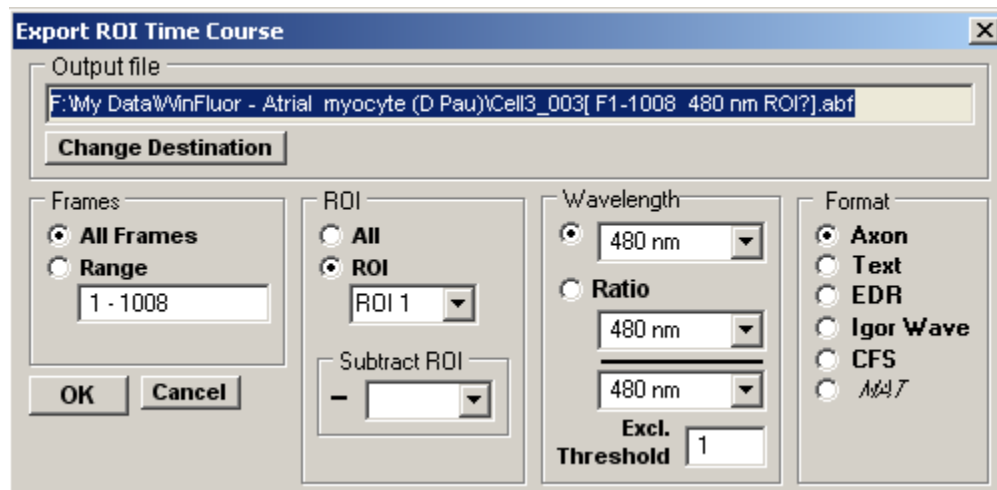 Export ROI Time Course
Output file
F:\My Data\WinFluor - Atrial  myocyte (D Pau)\Cell3_003[ F1-1008  480 nm ROI?].abf
Change Destination
Frames
All Frames
Range
1 - 1008
OK
Cancel
ROI
All
ROI
ROI 1
Subtract ROI
–
Wavelength
480 nm
Ratio
480 nm
480 nm
Excl.
Threshold
1
Format
Axon
Text
EDR
Igor Wave
CFS
MAT